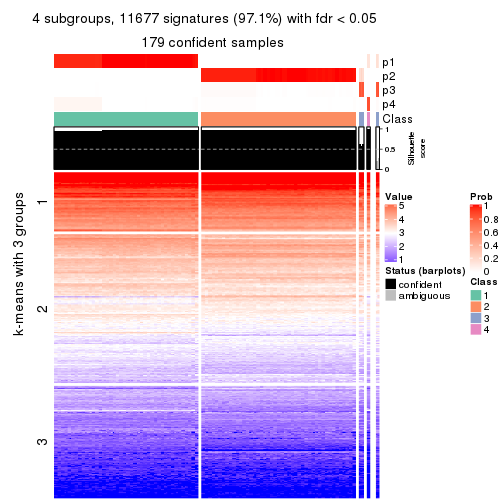 4 subgroups, 11677 signatures (97.1%) with fdr < 0.05
179 confident samples
p1
p2
p3
p4
Class
1
0.5
0
Silhouette
score
k-means with 3 groups
1
2
3
Value
5
4
3
2
1
Status (barplots)
confident
ambiguous
Prob
1
0.8
0.6
0.4
0.2
0
Class
1
2
3
4